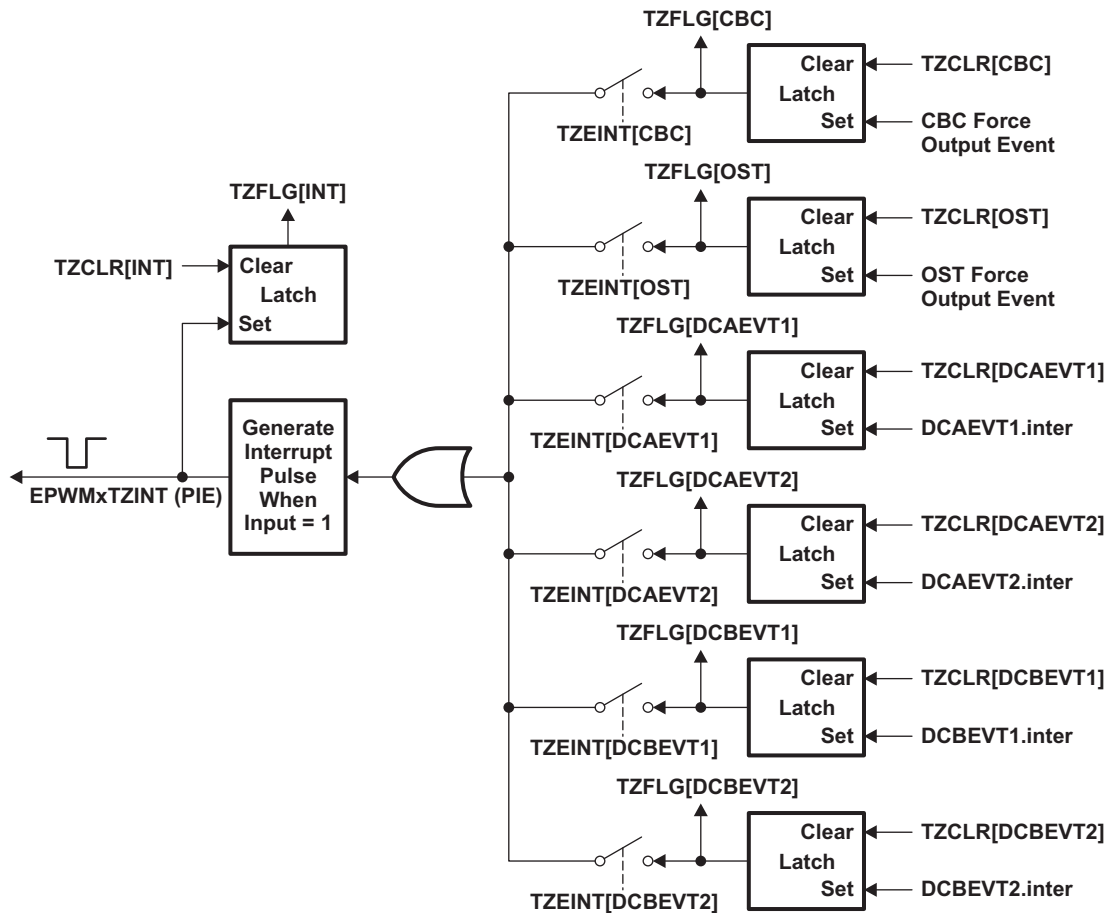 TZFLG[CBC]
Clear
Latch
Set
TZCLR[CBC]
CBC Force
Output Event
TZEINT[CBC]
TZFLG[OST]
Clear
Latch
Set
TZCLR[OST]
OST Force
Output Event
TZEINT[OST]
TZFLG[INT]
TZCLR[INT]
Clear
Latch
Set
TZFLG[DCAEVT1]
Clear
Latch
Set
TZCLR[DCAEVT1]
DCAEVT1.inter
TZEINT[DCAEVT1]
Generate
Interrupt
Pulse
When
Input = 1
EPWMxTZINT (PIE)
TZFLG[DCAEVT2]
Clear
Latch
Set
TZCLR[DCAEVT2]
DCAEVT2.inter
TZEINT[DCAEVT2]
TZFLG[DCBEVT1]
Clear
Latch
Set
TZCLR[DCBEVT1]
DCBEVT1.inter
TZEINT[DCBEVT1]
TZFLG[DCBEVT2]
Clear
Latch
Set
TZCLR[DCBEVT2]
DCBEVT2.inter
TZEINT[DCBEVT2]